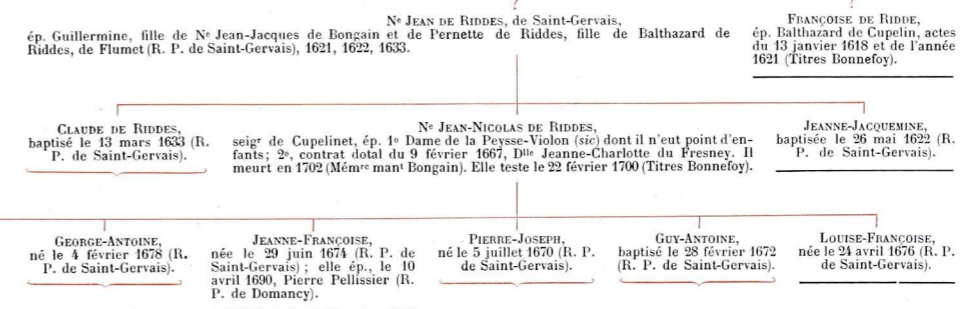 ?
?
Nᵉ JEAN DE RIDDES, de Saint-Gervais,
ép. Guillermine, fille de Nᵉ Jean-Jacques de Bongain et de Pernette de Riddes, fille de Balthazard de
Riddes, de Flumet (R. P. de Saint-Gervais), 1621, 1622, 1633.
FRANÇOISE DE RIDDE,
ép. Balthazard de Cupelin, actes
du 13 janvier 1618 et de l'année
1621 (Titres Bonnefoy).
CLAUDE DE RIDDES,
baptisé le 13 mars 1633 (R.
P. de Saint-Gervais).
Nᵉ JEAN-NICOLAS DE RIDDES,
seigʳ de Cupelinet, ép. 1º Dame de la Peysse-Violon (sic) dont il n'eut point d'en-
fants; 2º, contrat dotal du 9 février 1667, Dˡˡᵉ Jeanne-Charlotte du Fresney. Il
meurt en 1702 (Mémʳᵉ manᵗ Bongain). Elle teste le 22 février 1700 (Titres Bonnefoy).
JEANNE-JACQUEMINE,
baptisée le 26 mai 1622 (R.
P. de Saint-Gervais).
GEORGE-ANTOINE,
né le 4 février 1678 (R.
P. de Saint-Gervais).
JEANNE-FRANÇOISE,
née le 29 juin 1674 (R. P. de
Saint-Gervais) ; elle ép., le 10
avril 1690, Pierre Pellissier (R.
P. de Domancy).
PIERRE-JOSEPH,
né le 5 juillet 1670 (R. P.
de Saint-Gervais).
GUY-ANTOINE,
baptisé le 28 février 1672
(R. P. de Saint-Gervais).
LOUISE-FRANÇOISE,
née le 24 avril 1676 (R. P.
de Saint-Gervais).